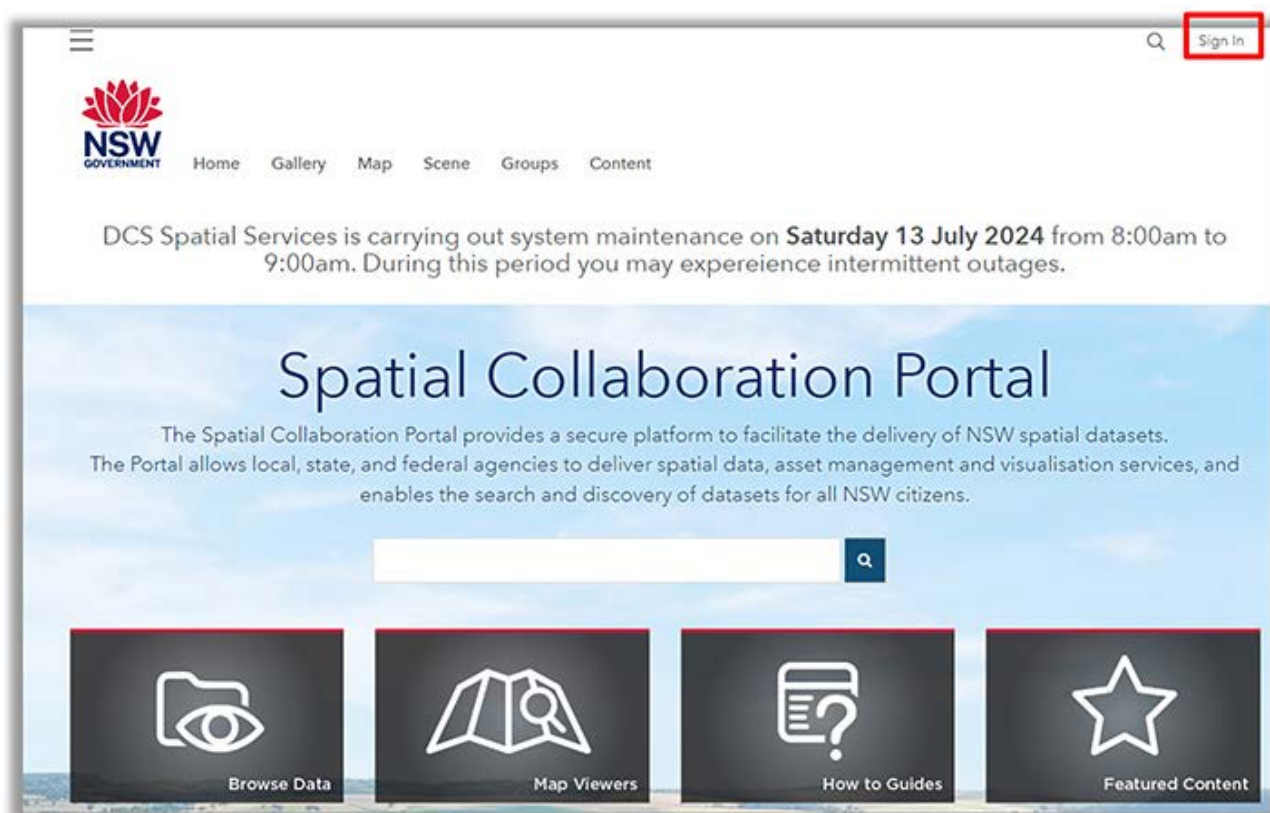 Sign In
NSW
GOVERNMENT
Home Gallery Map Scene Groups Content
DCS Spatial Services is carrying out system maintenance on Saturday 13 July 2024 from 8:00am to
9:00am. During this period you may expereience intermittent outages.
Spatial Collaboration Portal
The Spatial Collaboration Portal provides a secure platform to facilitate the delivery of NSW spatial datasets.
The Portal allows local, state, and federal agencies to deliver spatial data, asset management and visualisation services, and
enables the search and discovery of datasets for all NSW citizens.
Browse Data Map Viewers How to Guides Featured Content